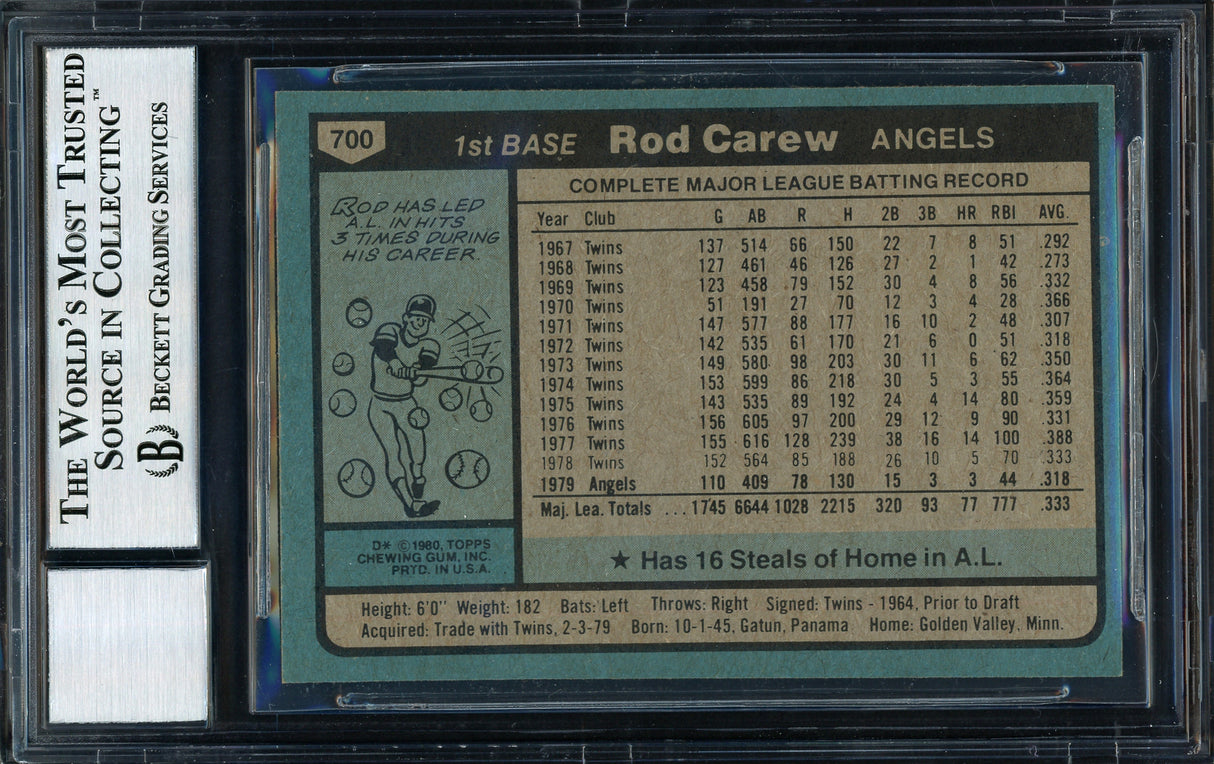 THE WORLD'S MOST TRUSTED
SOURCE IN COLLECTING™
B BECKETT GRADING SERVICES
700 1st BASE Rod Carew ANGELS
ROD HAS LED
A.L. IN HITS
3 TIMES DURING
HIS CAREER.
D* ©1980, TOPPS
CHEWING GUM, INC.
PRTD. IN U.S.A.
COMPLETE MAJOR LEAGUE BATTING RECORD
Year Club G AB R H 2B 3B HR RBI AVG.
1967 Twins 137 514 66 150 22 7 8 51 .292
1968 Twins 127 461 46 126 27 2 1 42 .273
1969 Twins 123 458 79 152 30 4 8 56 .332
1970 Twins 51 191 27 70 12 3 4 28 .366
1971 Twins 147 577 88 177 16 10 2 48 .307
1972 Twins 142 535 61 170 21 6 0 51 .318
1973 Twins 149 580 98 203 30 11 6 62 .350
1974 Twins 153 599 86 218 30 5 3 55 .364
1975 Twins 143 535 89 192 24 4 14 80 .359
1976 Twins 156 605 97 200 29 12 9 90 .331
1977 Twins 155 616 128 239 38 16 14 100 .388
1978 Twins 152 564 85 188 26 10 5 70 .333
1979 Angels 110 409 78 130 15 3 3 44 .318
Maj. Lea. Totals ... 1745 6644 1028 2215 320 93 77 777 .333
★ Has 16 Steals of Home in A.L.
Height: 6'0" Weight: 182 Bats: Left Throws: Right Signed: Twins - 1964, Prior to Draft
Acquired: Trade with Twins, 2-3-79 Born: 10-1-45, Gatun, Panama Home: Golden Valley, Minn.